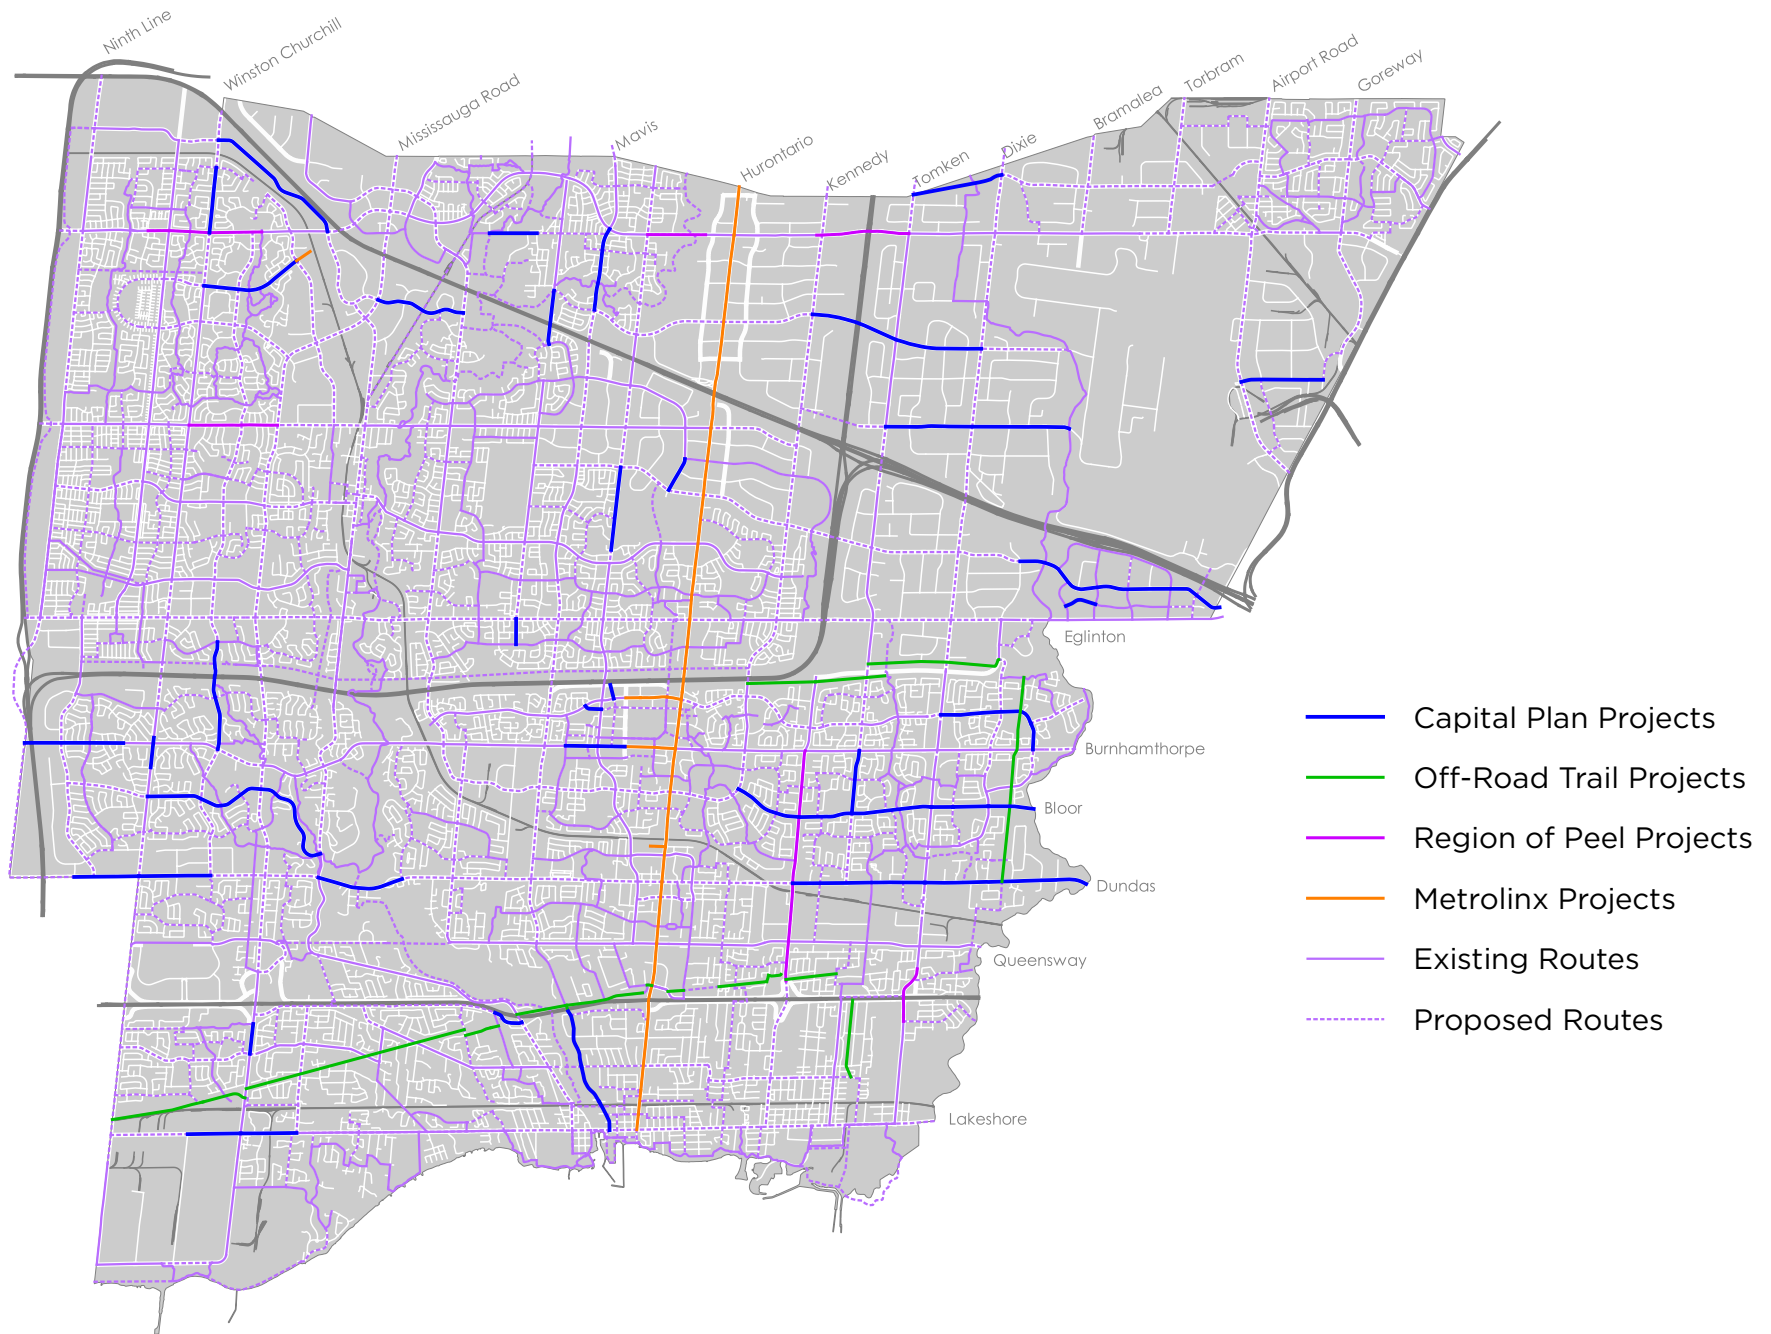 Ninth Line
Winston Churchill
Mississauga Road
Mavis
Hurontario
Kennedy
Tomken
Dixie
Bramalea
Torbram
Airport Road
Goreway
Eglinton
Burnhamthorpe
Bloor
Dundas
Queensway
Lakeshore
Capital Plan Projects
Off-Road Trail Projects
Region of Peel Projects
Metrolinx Projects
Existing Routes
Proposed Routes